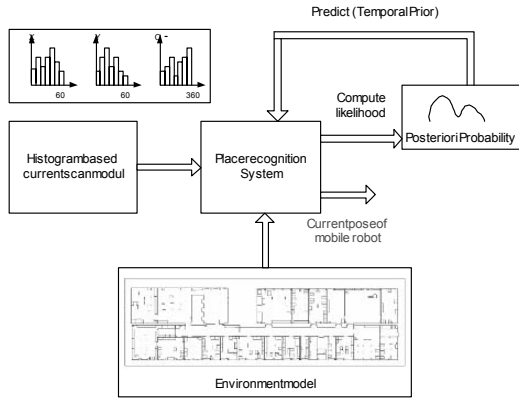 Predict (TemporalPrior)
X
Y
60
60
360
Compute
likelihood
PosterioriProbability
Histogrambased
currentscanmodul
Placerecognition
System
Currentposeof
mobile robot
Environmentmodel